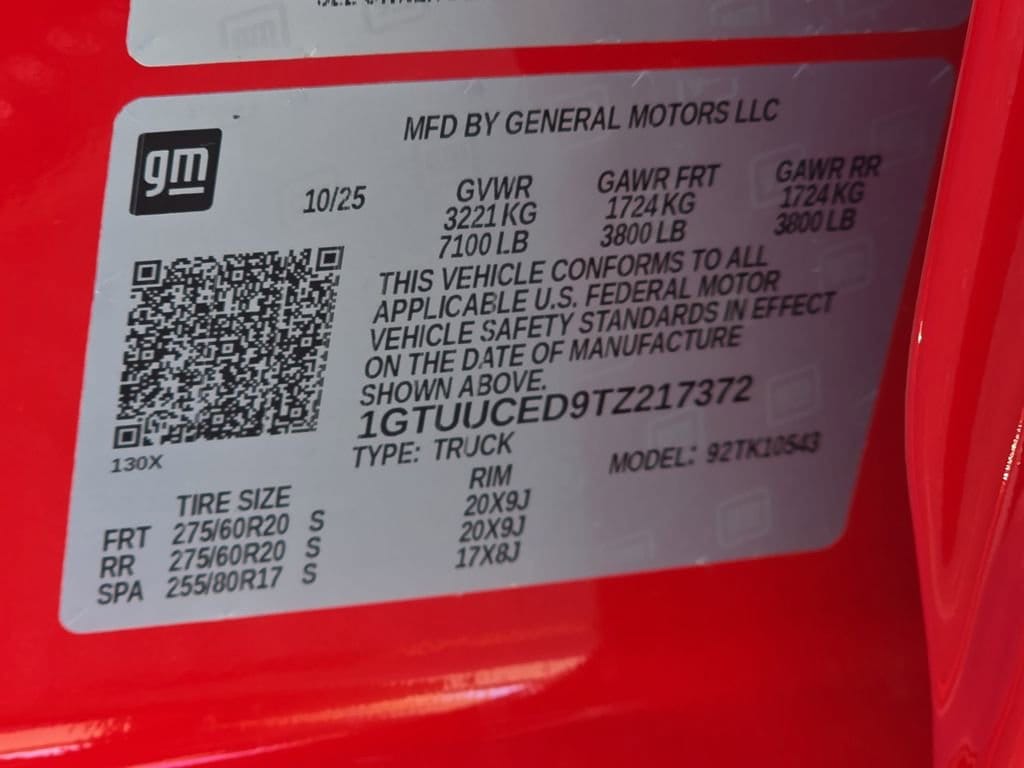 gm
MFD BY GENERAL MOTORS LLC
10/25
GVWR
3221 KG
7100 LB
GAWR FRT
1724 KG
3800 LB
GAWR RR
1724 KG
3800 LB
THIS VEHICLE CONFORMS TO ALL
APPLICABLE U.S. FEDERAL MOTOR
VEHICLE SAFETY STANDARDS IN EFFECT
ON THE DATE OF MANUFACTURE
SHOWN ABOVE.
1GTUUCED9TZ217372
130X
TYPE: TRUCK
MODEL: 92TK10543
TIRE SIZE RIM
FRT 275/60R20 S 20X9J
RR 275/60R20 S 20X9J
SPA 255/80R17 S 17X8J